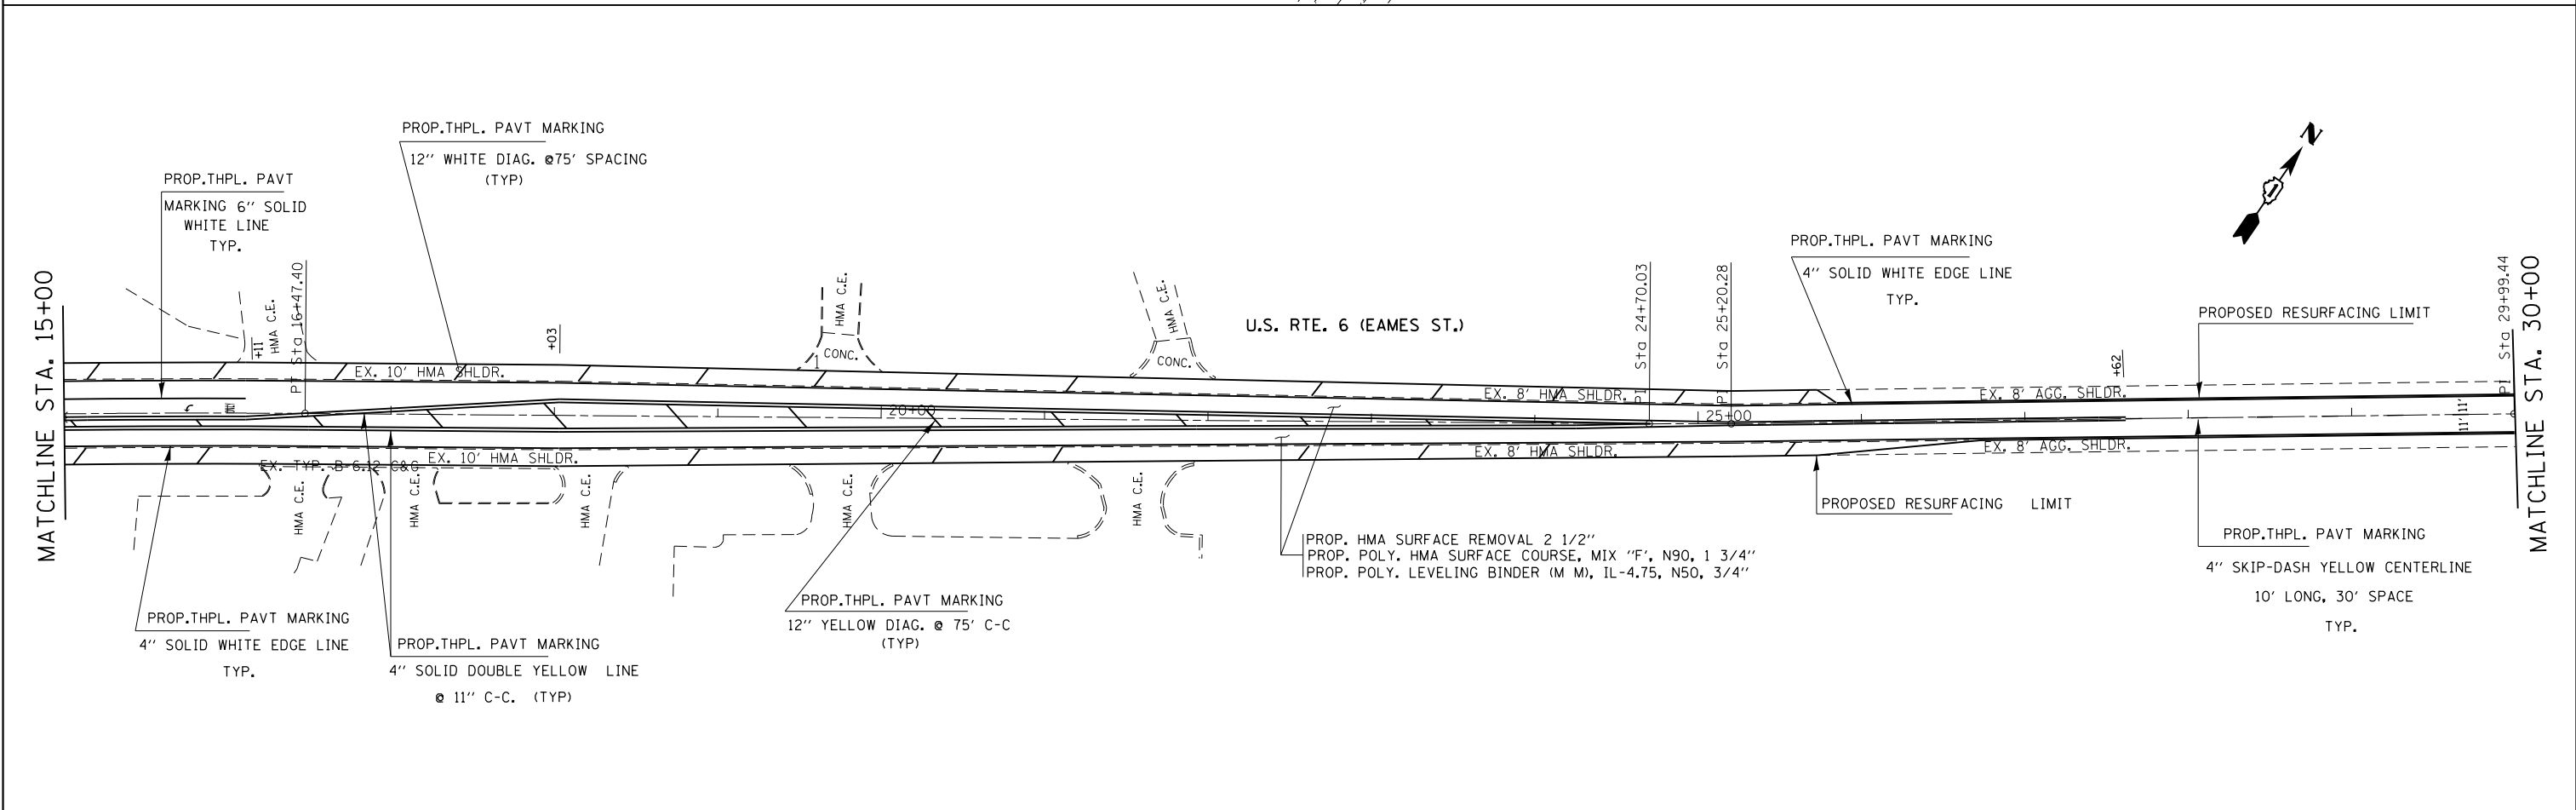 PROP.THPL. PAVT MARKING
12'' WHITE DIAG. @75' SPACING
(TYP)
PROP.THPL. PAVT
MARKING 6'' SOLID
WHITE LINE
TYP.
N
PROP.THPL. PAVT MARKING
4'' SOLID WHITE EDGE LINE
TYP.
PROPOSED RESURFACING LIMIT
MATCHLINE STA. 15+00
+11
HMA C.E.
PT Sta 16+47.40
+03
HMA C.E.
CONC.
HMA C.E.
CONC.
U.S. RTE. 6 (EAMES ST.)
PI Sta 24+70.03
PI Sta 25+20.28
+62
PI Sta 29+99.44
MATCHLINE STA. 30+00
EX. 10' HMA SHLDR.
EX. 8' HMA SHLDR.
EX. 8' AGG. SHLDR.
20+00
25+00
11' 11'
EX. TYP. B-6.12 C&G
EX. 10' HMA SHLDR.
EX. 8' HMA SHLDR.
EX. 8' AGG. SHLDR.
HMA C.E.
HMA C.E.
HMA C.E.
HMA C.E.
HMA C.E.
PROPOSED RESURFACING LIMIT
PROP. HMA SURFACE REMOVAL 2 1/2''
PROP. POLY. HMA SURFACE COURSE, MIX ''F', N90, 1 3/4''
PROP. POLY. LEVELING BINDER (M M), IL-4.75, N50, 3/4''
PROP.THPL. PAVT MARKING
4'' SKIP-DASH YELLOW CENTERLINE
10' LONG, 30' SPACE
TYP.
PROP.THPL. PAVT MARKING
12'' YELLOW DIAG. @ 75' C-C
(TYP)
PROP.THPL. PAVT MARKING
4'' SOLID WHITE EDGE LINE
TYP.
PROP.THPL. PAVT MARKING
4'' SOLID DOUBLE YELLOW LINE
@ 11'' C-C. (TYP)